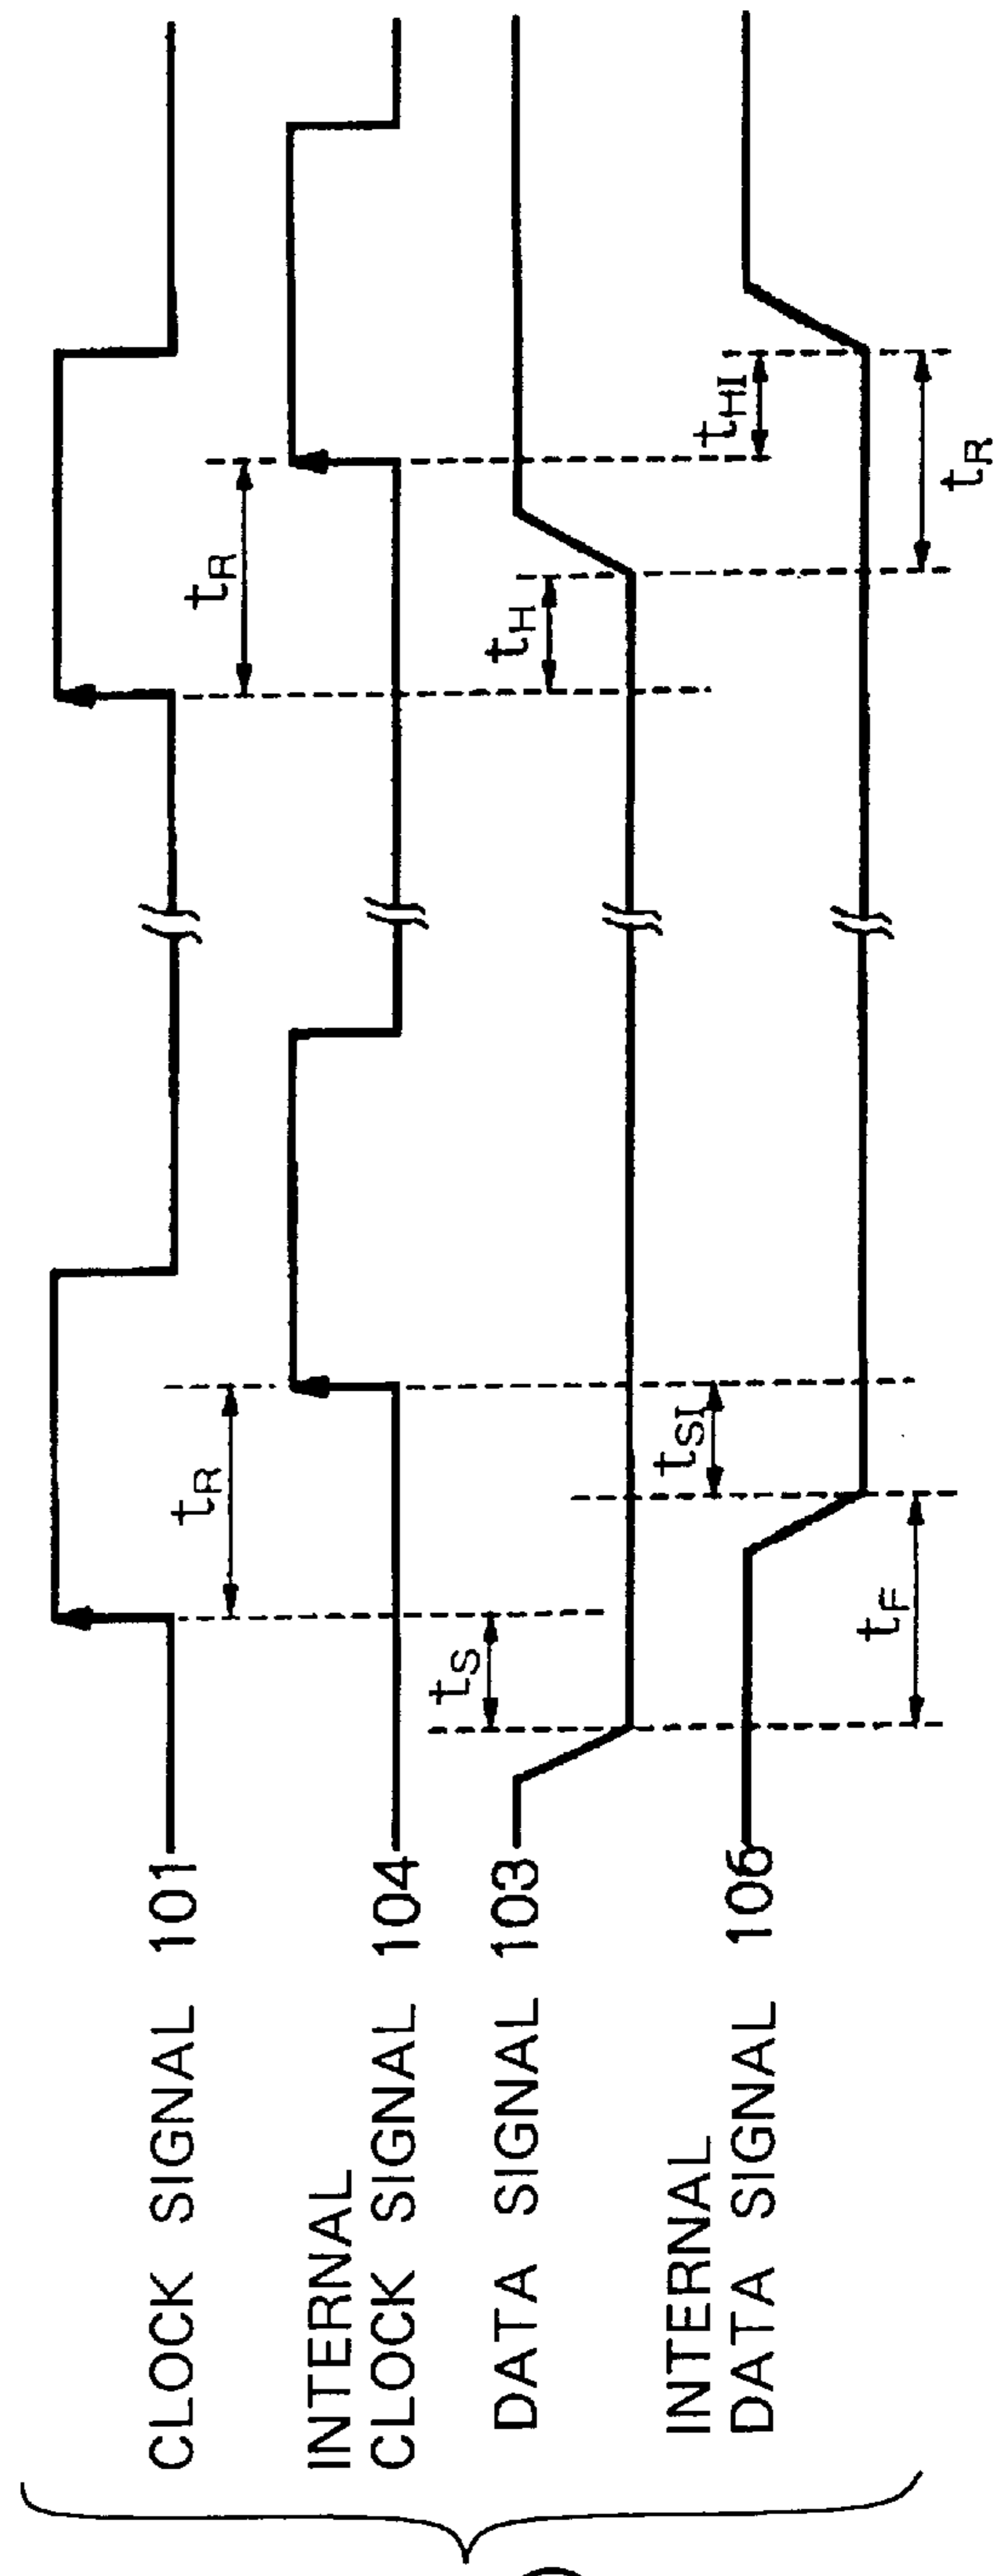 CLOCK SIGNAL 101
tR
tR
INTERNAL
CLOCK SIGNAL 104
DATA SIGNAL 103
tS
tH
INTERNAL
DATA SIGNAL 106
tSI
tHI
tF
tR